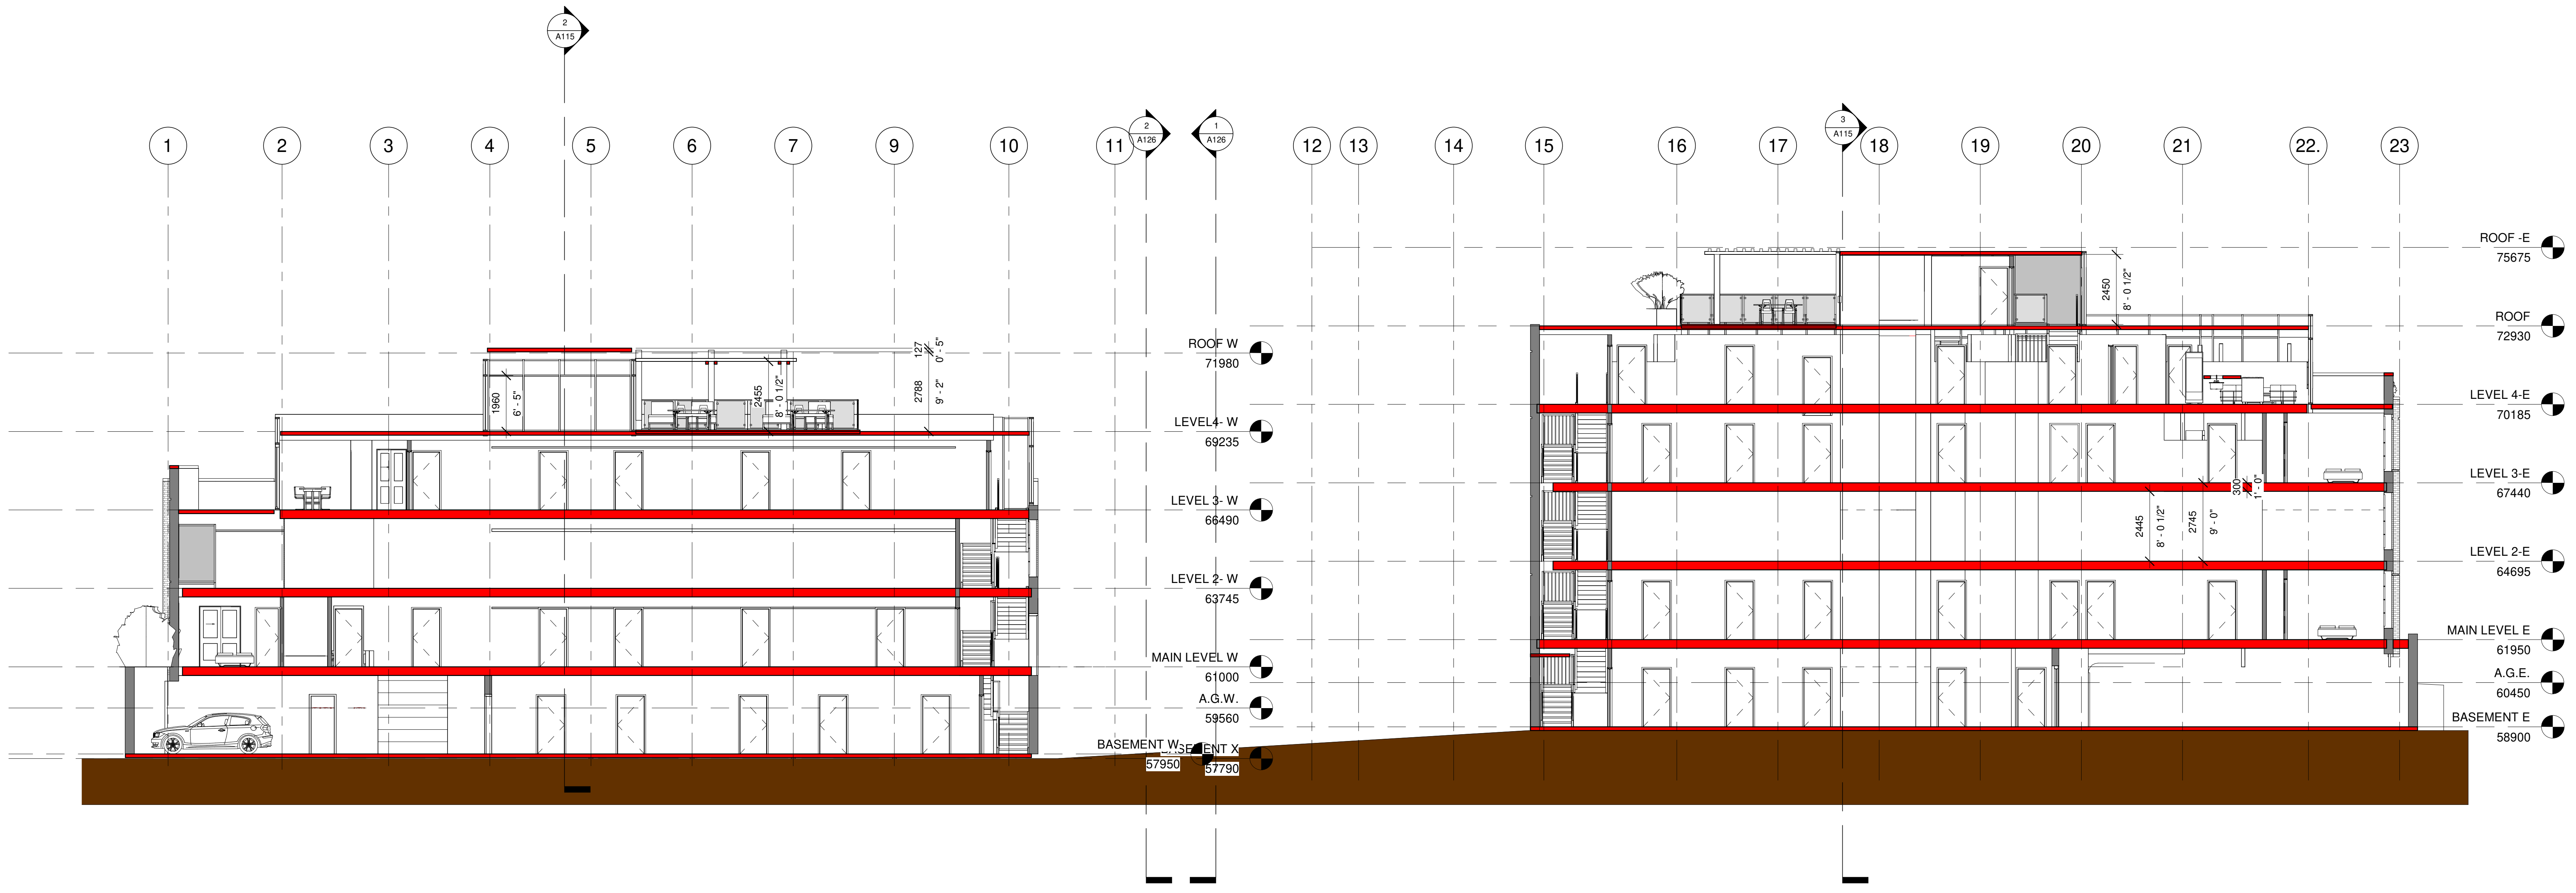 2
A115
2
A126
1
A126
3
A115
1
2
3
4
5
6
7
9
10
11
12
13
14
15
16
17
18
19
20
21
22.
23
ROOF -E
75675
2450
8' - 0 1/2"
ROOF
72930
ROOF W
71980
127
0' - 5"
2788
9' - 2"
2455
8' - 0 1/2"
1960
6' - 5"
LEVEL 4-E
70185
LEVEL4- W
69235
LEVEL 3-E
67440
300
1' - 0"
LEVEL 3- W
66490
2445
8' - 0 1/2"
2745
9' - 0"
LEVEL 2-E
64695
LEVEL 2- W
63745
MAIN LEVEL E
61950
MAIN LEVEL W
61000
A.G.E.
60450
A.G.W.
59560
BASEMENT E
58900
BASEMENT W
57950
BASEMENT X
57790